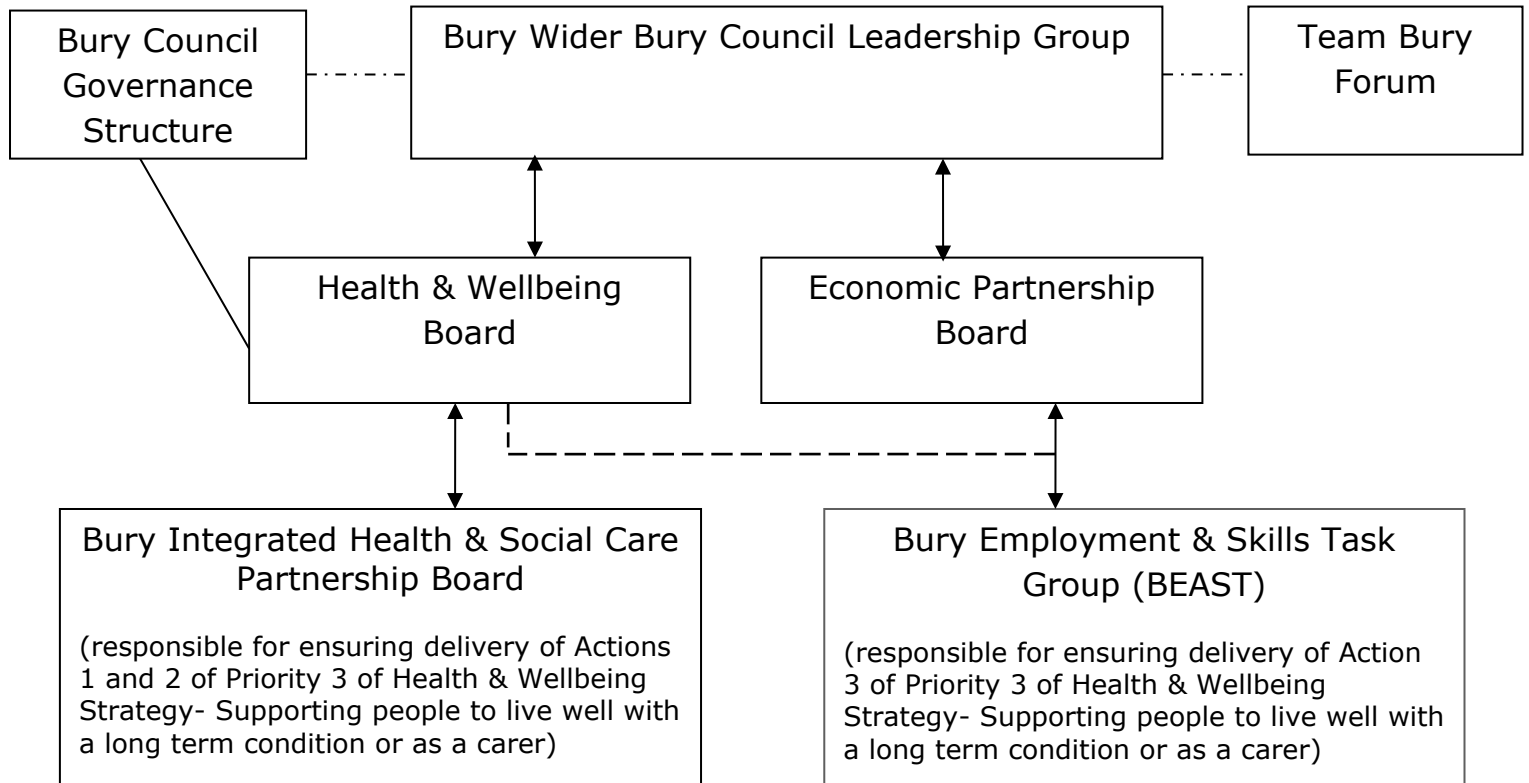 Bury Council
Governance
Structure
Bury Wider Bury Council Leadership Group
Team Bury
Forum
Health & Wellbeing
Board
Economic Partnership
Board
Bury Integrated Health & Social Care
Partnership Board
(responsible for ensuring delivery of Actions
1 and 2 of Priority 3 of Health & Wellbeing
Strategy- Supporting people to live well with
a long term condition or as a carer)
Bury Employment & Skills Task
Group (BEAST)
(responsible for ensuring delivery of Action
3 of Priority 3 of Health & Wellbeing
Strategy- Supporting people to live well with
a long term condition or as a carer)